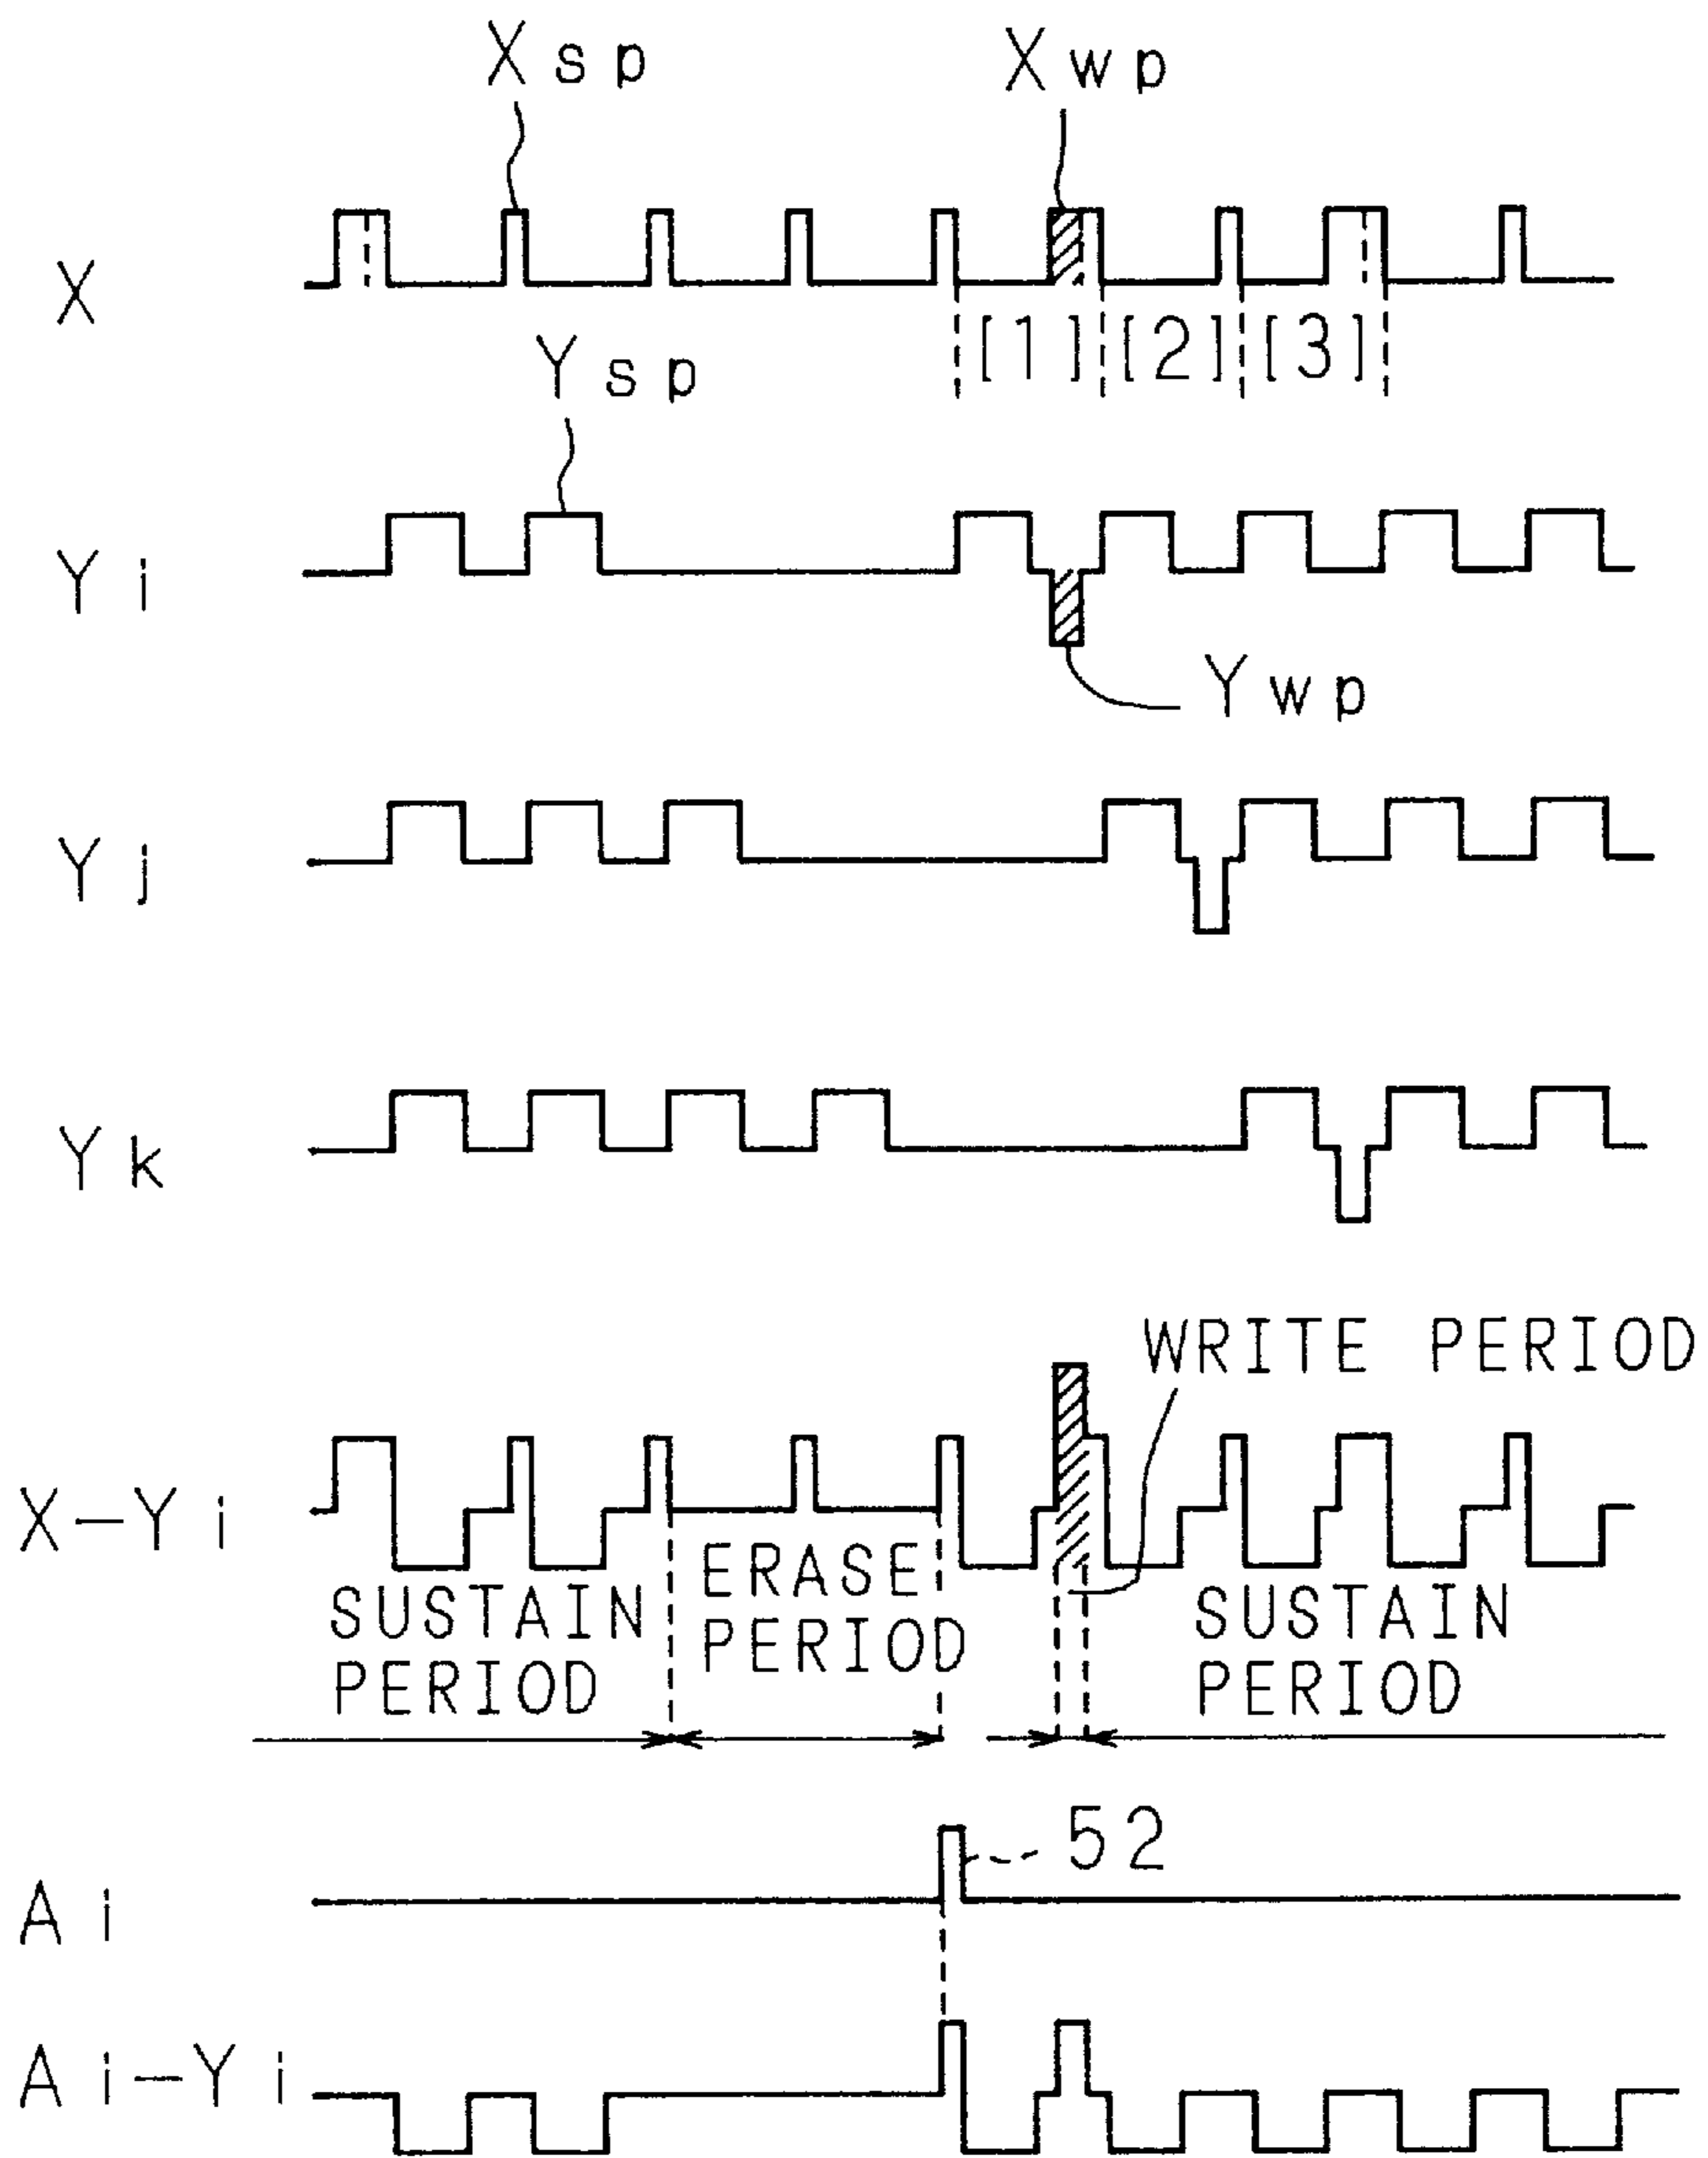 Xsp Xwp
X
[1] [2] [3]
Ysp
Yi
Ywp
Yj
Yk
WRITE PERIOD
X-Yi
ERASE
PERIOD
SUSTAIN
PERIOD
SUSTAIN
PERIOD
52
Ai
Ai-Yi